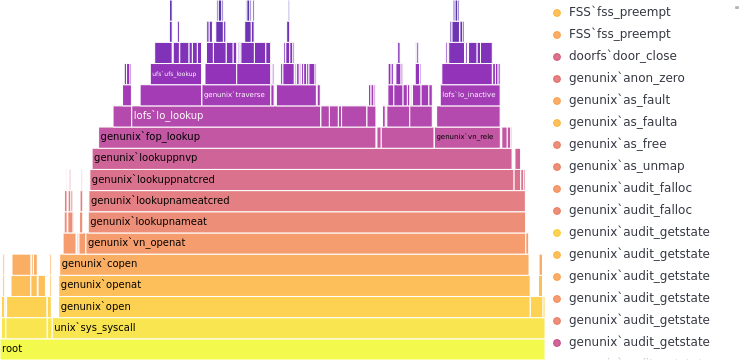 ufs`ufs_lookup
genunix`traverse
lofs`lo_inactive
lofs`lo_lookup
genunix`fop_lookup
genunix`vn_rele
genunix`lookuppnvp
genunix`lookuppnatcred
genunix`lookupnameatcred
genunix`lookupnameat
genunix`vn_openat
genunix`copen
genunix`openat
genunix`open
unix`sys_syscall
root
FSS`fss_preempt
FSS`fss_preempt
doorfs`door_close
genunix`anon_zero
genunix`as_fault
genunix`as_faulta
genunix`as_free
genunix`as_unmap
genunix`audit_falloc
genunix`audit_falloc
genunix`audit_getstate
genunix`audit_getstate
genunix`audit_getstate
genunix`audit_getstate
genunix`audit_getstate
genunix`audit_getstate